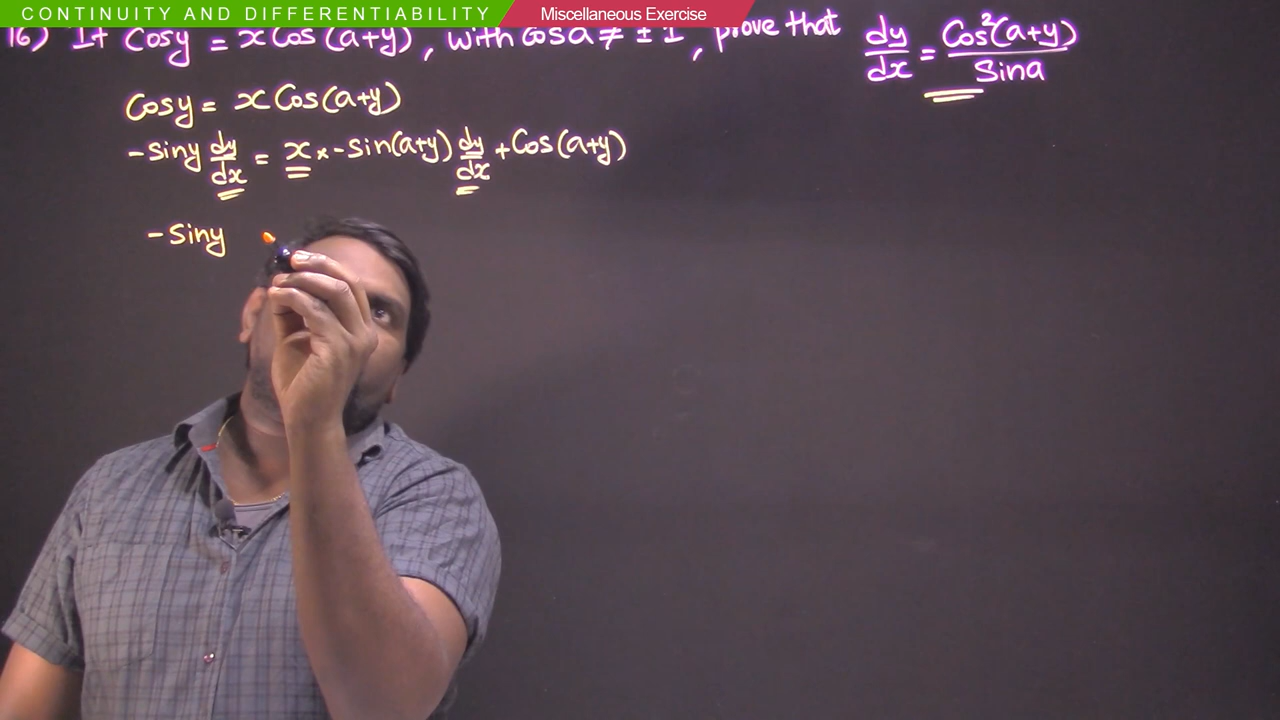 CONTINUITY AND DIFFERENTIABILITY
Miscellaneous Exercise
16) If Cosy = x Cos(a+y), with Cosa ≠ ±1, prove that dy/dx = Cos²(a+y)/Sina
Cosy = x Cos(a+y)
-Siny dy/dx = x × -Sin(a+y) dy/dx + Cos(a+y)
-Siny